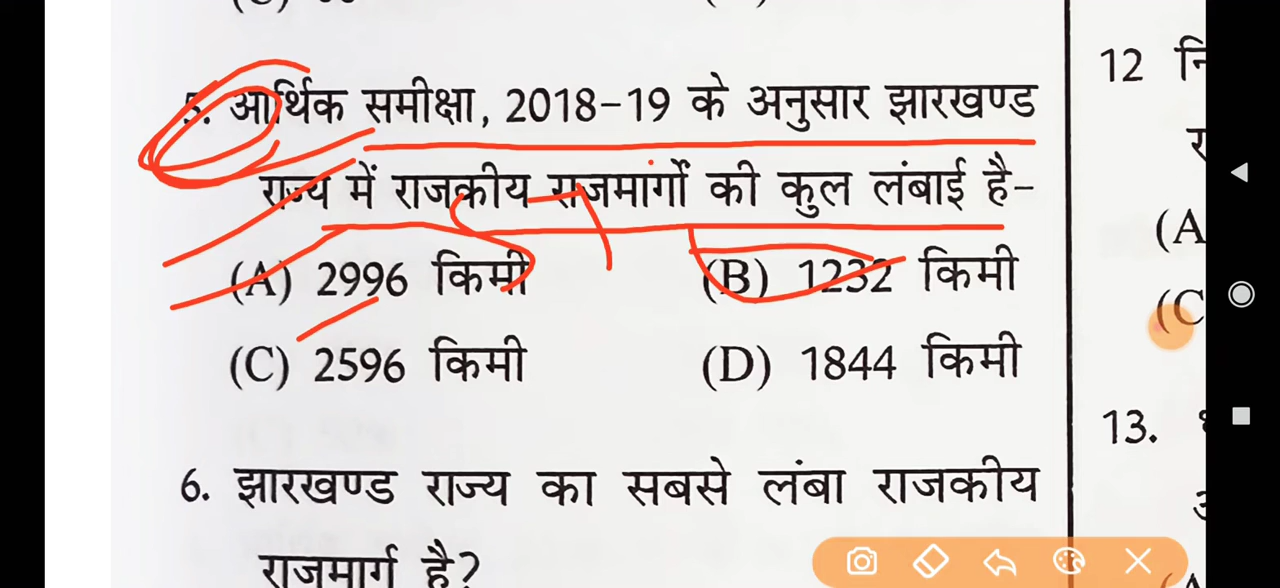 5. आर्थिक समीक्षा, 2018-19 के अनुसार झारखण्ड
राज्य में राजकीय राजमांर्गों की कुल लंबाई है-
(A) 2996 किमी (B) 1232 किमी
(C) 2596 किमी (D) 1844 किमी
6. झारखण्ड राज्य का सबसे लंबा राजकीय
राजमार्ग है?
12
(A
(C
13.